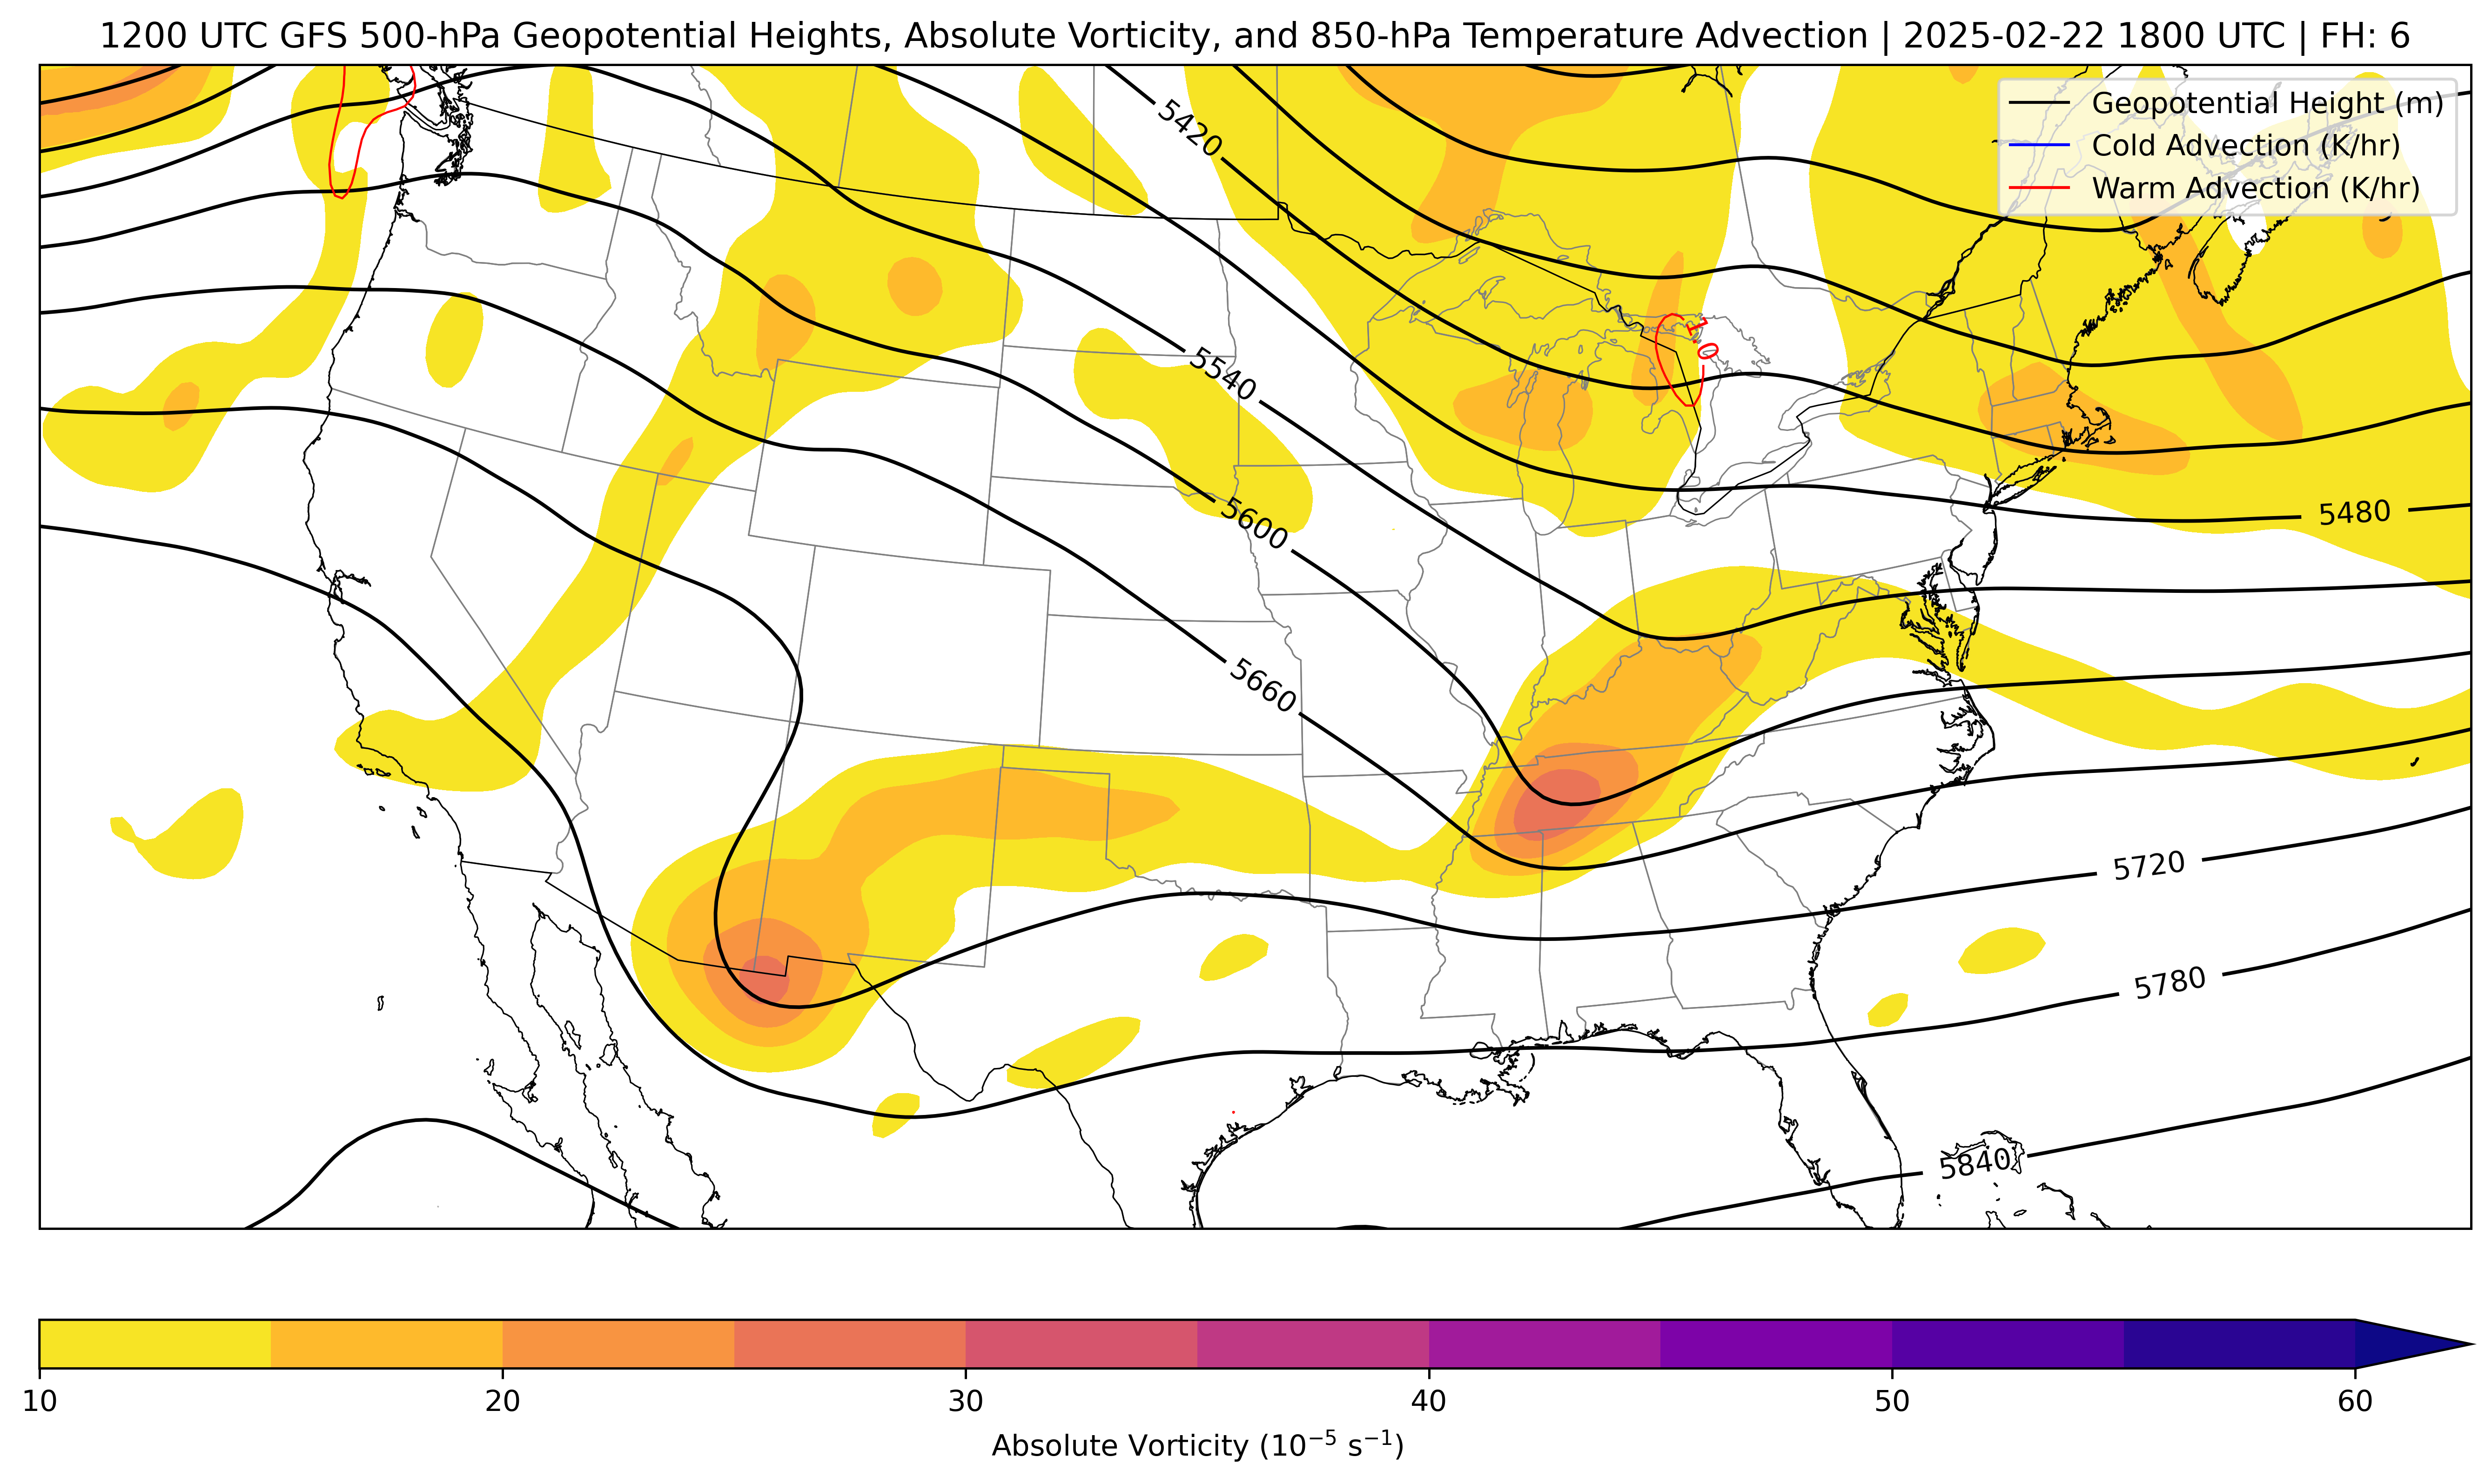 1200 UTC GFS 500-hPa Geopotential Heights, Absolute Vorticity, and 850-hPa Temperature Advection | 2025-02-22 1800 UTC | FH: 6
Geopotential Height (m)
Cold Advection (K/hr)
Warm Advection (K/hr)
5420
1.0
5540
5600
5480
5660
5720
5780
5840
10 20 30 40 50 60
Absolute Vorticity (10⁻⁵ s⁻¹)